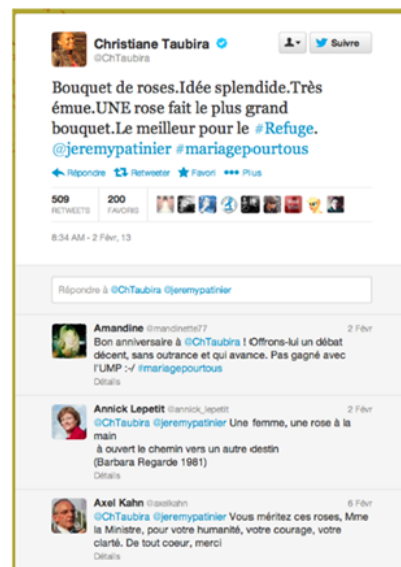 Christiane Taubira
@ChTaubira
Suivre
Bouquet de roses.Idée splendide.Très
émue.UNE rose fait le plus grand
bouquet.Le meilleur pour le #Refuge.
@jeremypatinier #mariagepourtous
Répondre Retweeter Favori Plus
509 200
RETWEETS FAVORIS
8:34 AM - 2 Févr, 13
Répondre à @ChTaubira @jeremypatinier
Amandine @mandinette77 2 Févr
Bon anniversaire à @ChTaubira ! Offrons-lui un débat
décent, sans outrance et qui avance. Pas gagné avec
l'UMP :-/ #mariagepourtous
Détails
Annick Lepetit @annick_lepetit 2 Févr
@ChTaubira @jeremypatinier Une femme, une rose à la
main
à ouvert le chemin vers un autre destin
(Barbara Regarde 1981)
Détails
Axel Kahn @axelkahn 6 Févr
@ChTaubira @jeremypatinier Vous méritez ces roses, Mme
la Ministre, pour votre humanité, votre courage, votre
clarté. De tout coeur, merci
Détails